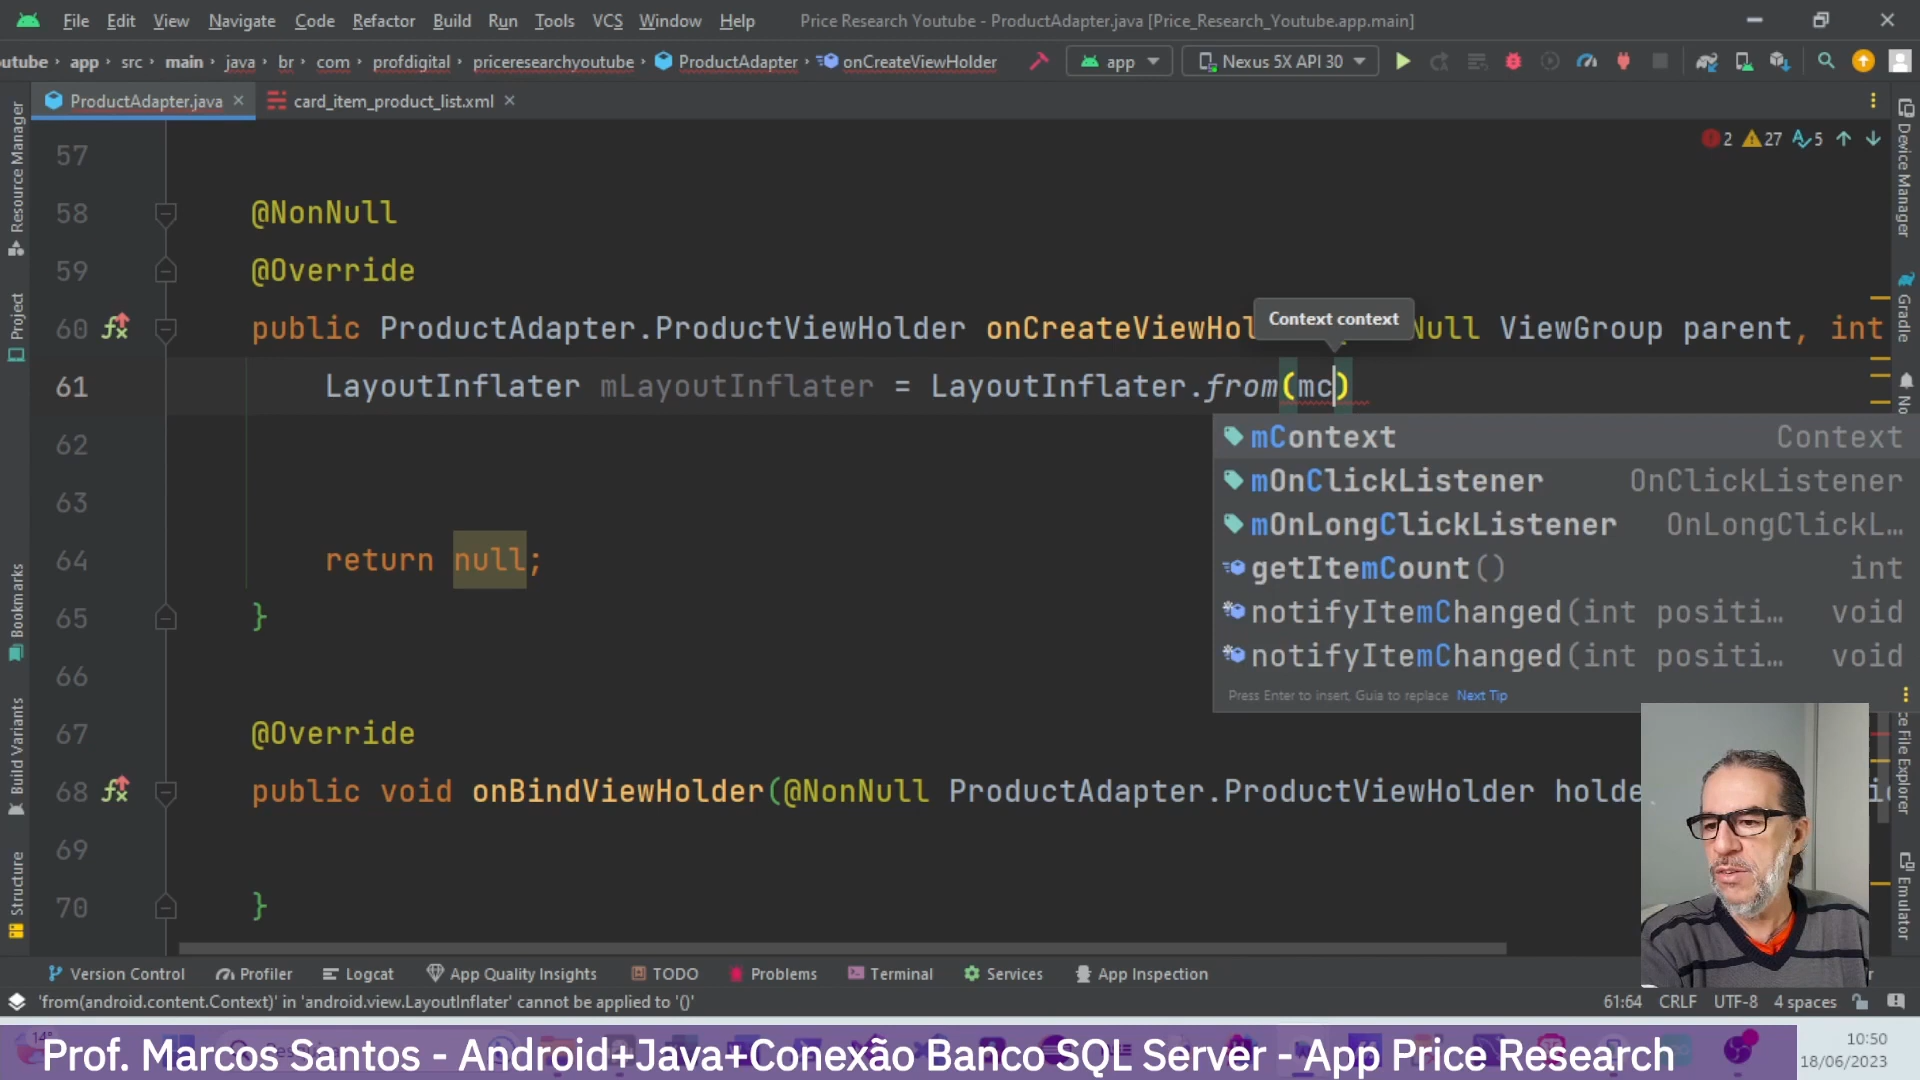 File Edit View Navigate Code Refactor Build Run Tools VCS Window Help Price Research Youtube - ProductAdapter.java [Price_Research_Youtube.app.main]
utube app src main java br com profdigital priceresearchyoutube ProductAdapter onCreateViewHolder app Nexus 5X API 30
ProductAdapter.java card_item_product_list.xml
2 27 5
57
58 @NonNull
59 @Override
60 public ProductAdapter.ProductViewHolder onCreateViewHol Null ViewGroup parent, int
Context context
61 LayoutInflater mLayoutInflater = LayoutInflater.from(mc)
62
63
64 return null;
65 }
66
67 @Override
68 public void onBindViewHolder(@NonNull ProductAdapter.ProductViewHolder holde
69
70 }
mContext Context
mOnClickListener OnClickListener
mOnLongClickListener OnLongClickL…
getItemCount() int
notifyItemChanged(int positi… void
notifyItemChanged(int positi… void
Press Enter to insert, Guia to replace Next Tip
Resource Manager
Project
Bookmarks
Build Variants
Structure
Device Manager
Gradle
No
ce File Explorer
Emulator
Version Control Profiler Logcat App Quality Insights TODO Problems Terminal Services App Inspection
'from(android.content.Context)' in 'android.view.LayoutInflater' cannot be applied to '()' 61:64 CRLF UTF-8 4 spaces
Prof. Marcos Santos - Android+Java+Conexão Banco SQL Server - App Price Research
10:50
18/06/2023